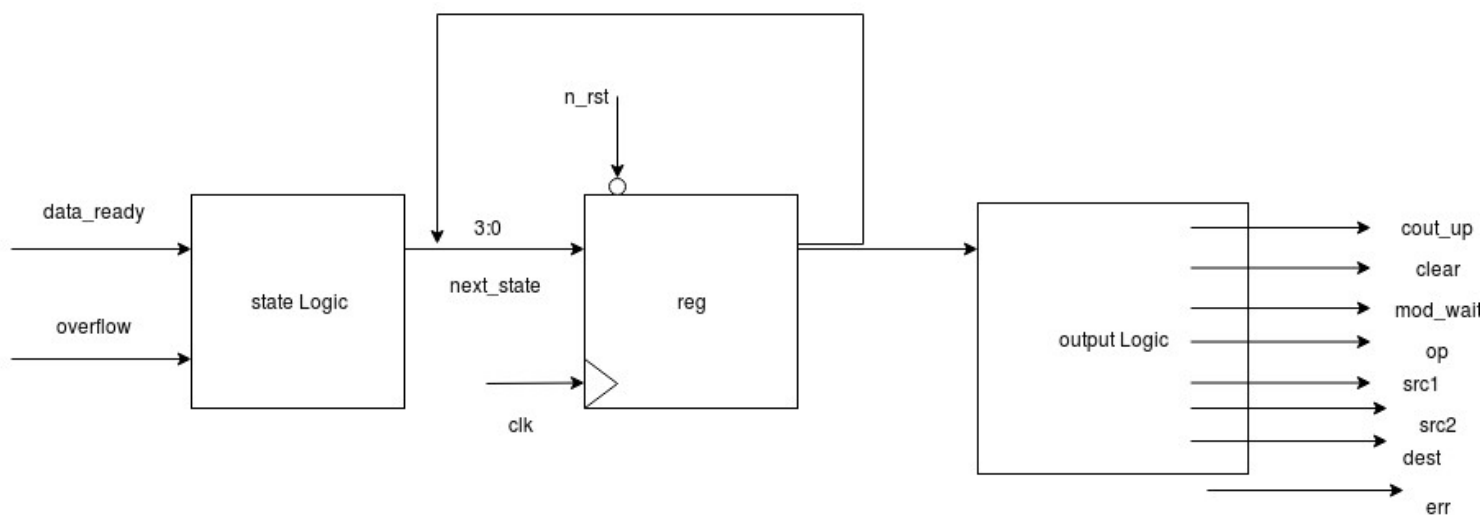 n_rst
data_ready
3:0
cout_up
clear
next_state
state Logic
reg
mod_wait
overflow
output Logic
op
src1
clk
src2
dest
err